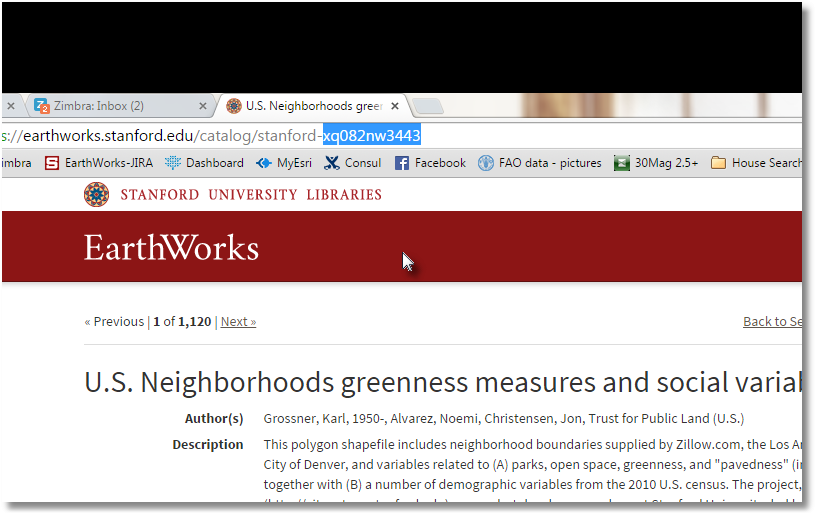 Zimbra: Inbox (2)
U.S. Neighborhoods greer
s://earthworks.stanford.edu/catalog/stanford-xq082nw3443
imbra
EarthWorks-JIRA
Dashboard
MyEsri
Consul
Facebook
FAO data - pictures
30Mag 2.5+
House Search
STANFORD UNIVERSITY LIBRARIES
EarthWorks
« Previous | 1 of 1,120 | Next »
Back to Se
U.S. Neighborhoods greenness measures and social varia
Author(s) Grossner, Karl, 1950-, Alvarez, Noemi, Christensen, Jon, Trust for Public Land (U.S.)
Description This polygon shapefile includes neighborhood boundaries supplied by Zillow.com, the Los
City of Denver, and variables related to (A) parks, open space, greenness, and "pavedness"
together with (B) a number of demographic variables from the 2010 U.S. census. The project,